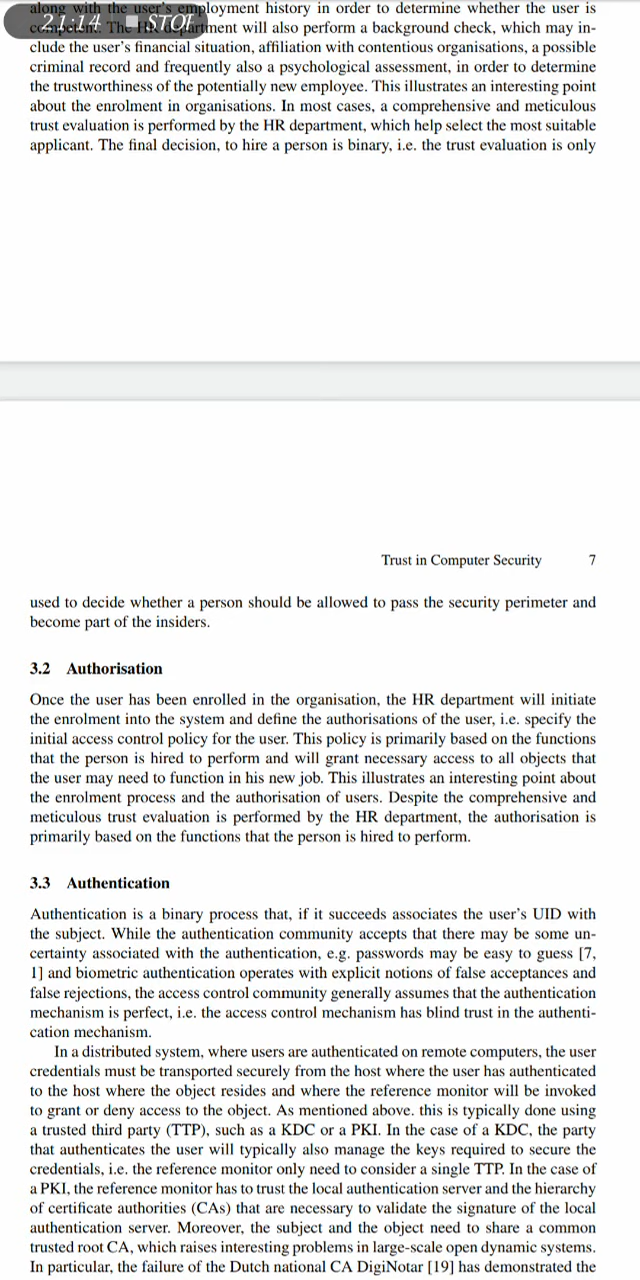 along with the user's employment history in order to determine whether the user is
21:14 STOP
competent. The HR department will also perform a background check, which may in-
clude the user's financial situation, affiliation with contentious organisations, a possible
criminal record and frequently also a psychological assessment, in order to determine
the trustworthiness of the potentially new employee. This illustrates an interesting point
about the enrolment in organisations. In most cases, a comprehensive and meticulous
trust evaluation is performed by the HR department, which help select the most suitable
applicant. The final decision, to hire a person is binary, i.e. the trust evaluation is only
Trust in Computer Security 7
used to decide whether a person should be allowed to pass the security perimeter and
become part of the insiders.
3.2 Authorisation
Once the user has been enrolled in the organisation, the HR department will initiate
the enrolment into the system and define the authorisations of the user, i.e. specify the
initial access control policy for the user. This policy is primarily based on the functions
that the person is hired to perform and will grant necessary access to all objects that
the user may need to function in his new job. This illustrates an interesting point about
the enrolment process and the authorisation of users. Despite the comprehensive and
meticulous trust evaluation is performed by the HR department, the authorisation is
primarily based on the functions that the person is hired to perform.
3.3 Authentication
Authentication is a binary process that, if it succeeds associates the user's UID with
the subject. While the authentication community accepts that there may be some un-
certainty associated with the authentication, e.g. passwords may be easy to guess [7,
1] and biometric authentication operates with explicit notions of false acceptances and
false rejections, the access control community generally assumes that the authentication
mechanism is perfect, i.e. the access control mechanism has blind trust in the authenti-
cation mechanism.
In a distributed system, where users are authenticated on remote computers, the user
credentials must be transported securely from the host where the user has authenticated
to the host where the object resides and where the reference monitor will be invoked
to grant or deny access to the object. As mentioned above. this is typically done using
a trusted third party (TTP), such as a KDC or a PKI. In the case of a KDC, the party
that authenticates the user will typically also manage the keys required to secure the
credentials, i.e. the reference monitor only need to consider a single TTP. In the case of
a PKI, the reference monitor has to trust the local authentication server and the hierarchy
of certificate authorities (CAs) that are necessary to validate the signature of the local
authentication server. Moreover, the subject and the object need to share a common
trusted root CA, which raises interesting problems in large-scale open dynamic systems.
In particular, the failure of the Dutch national CA DigiNotar [19] has demonstrated the